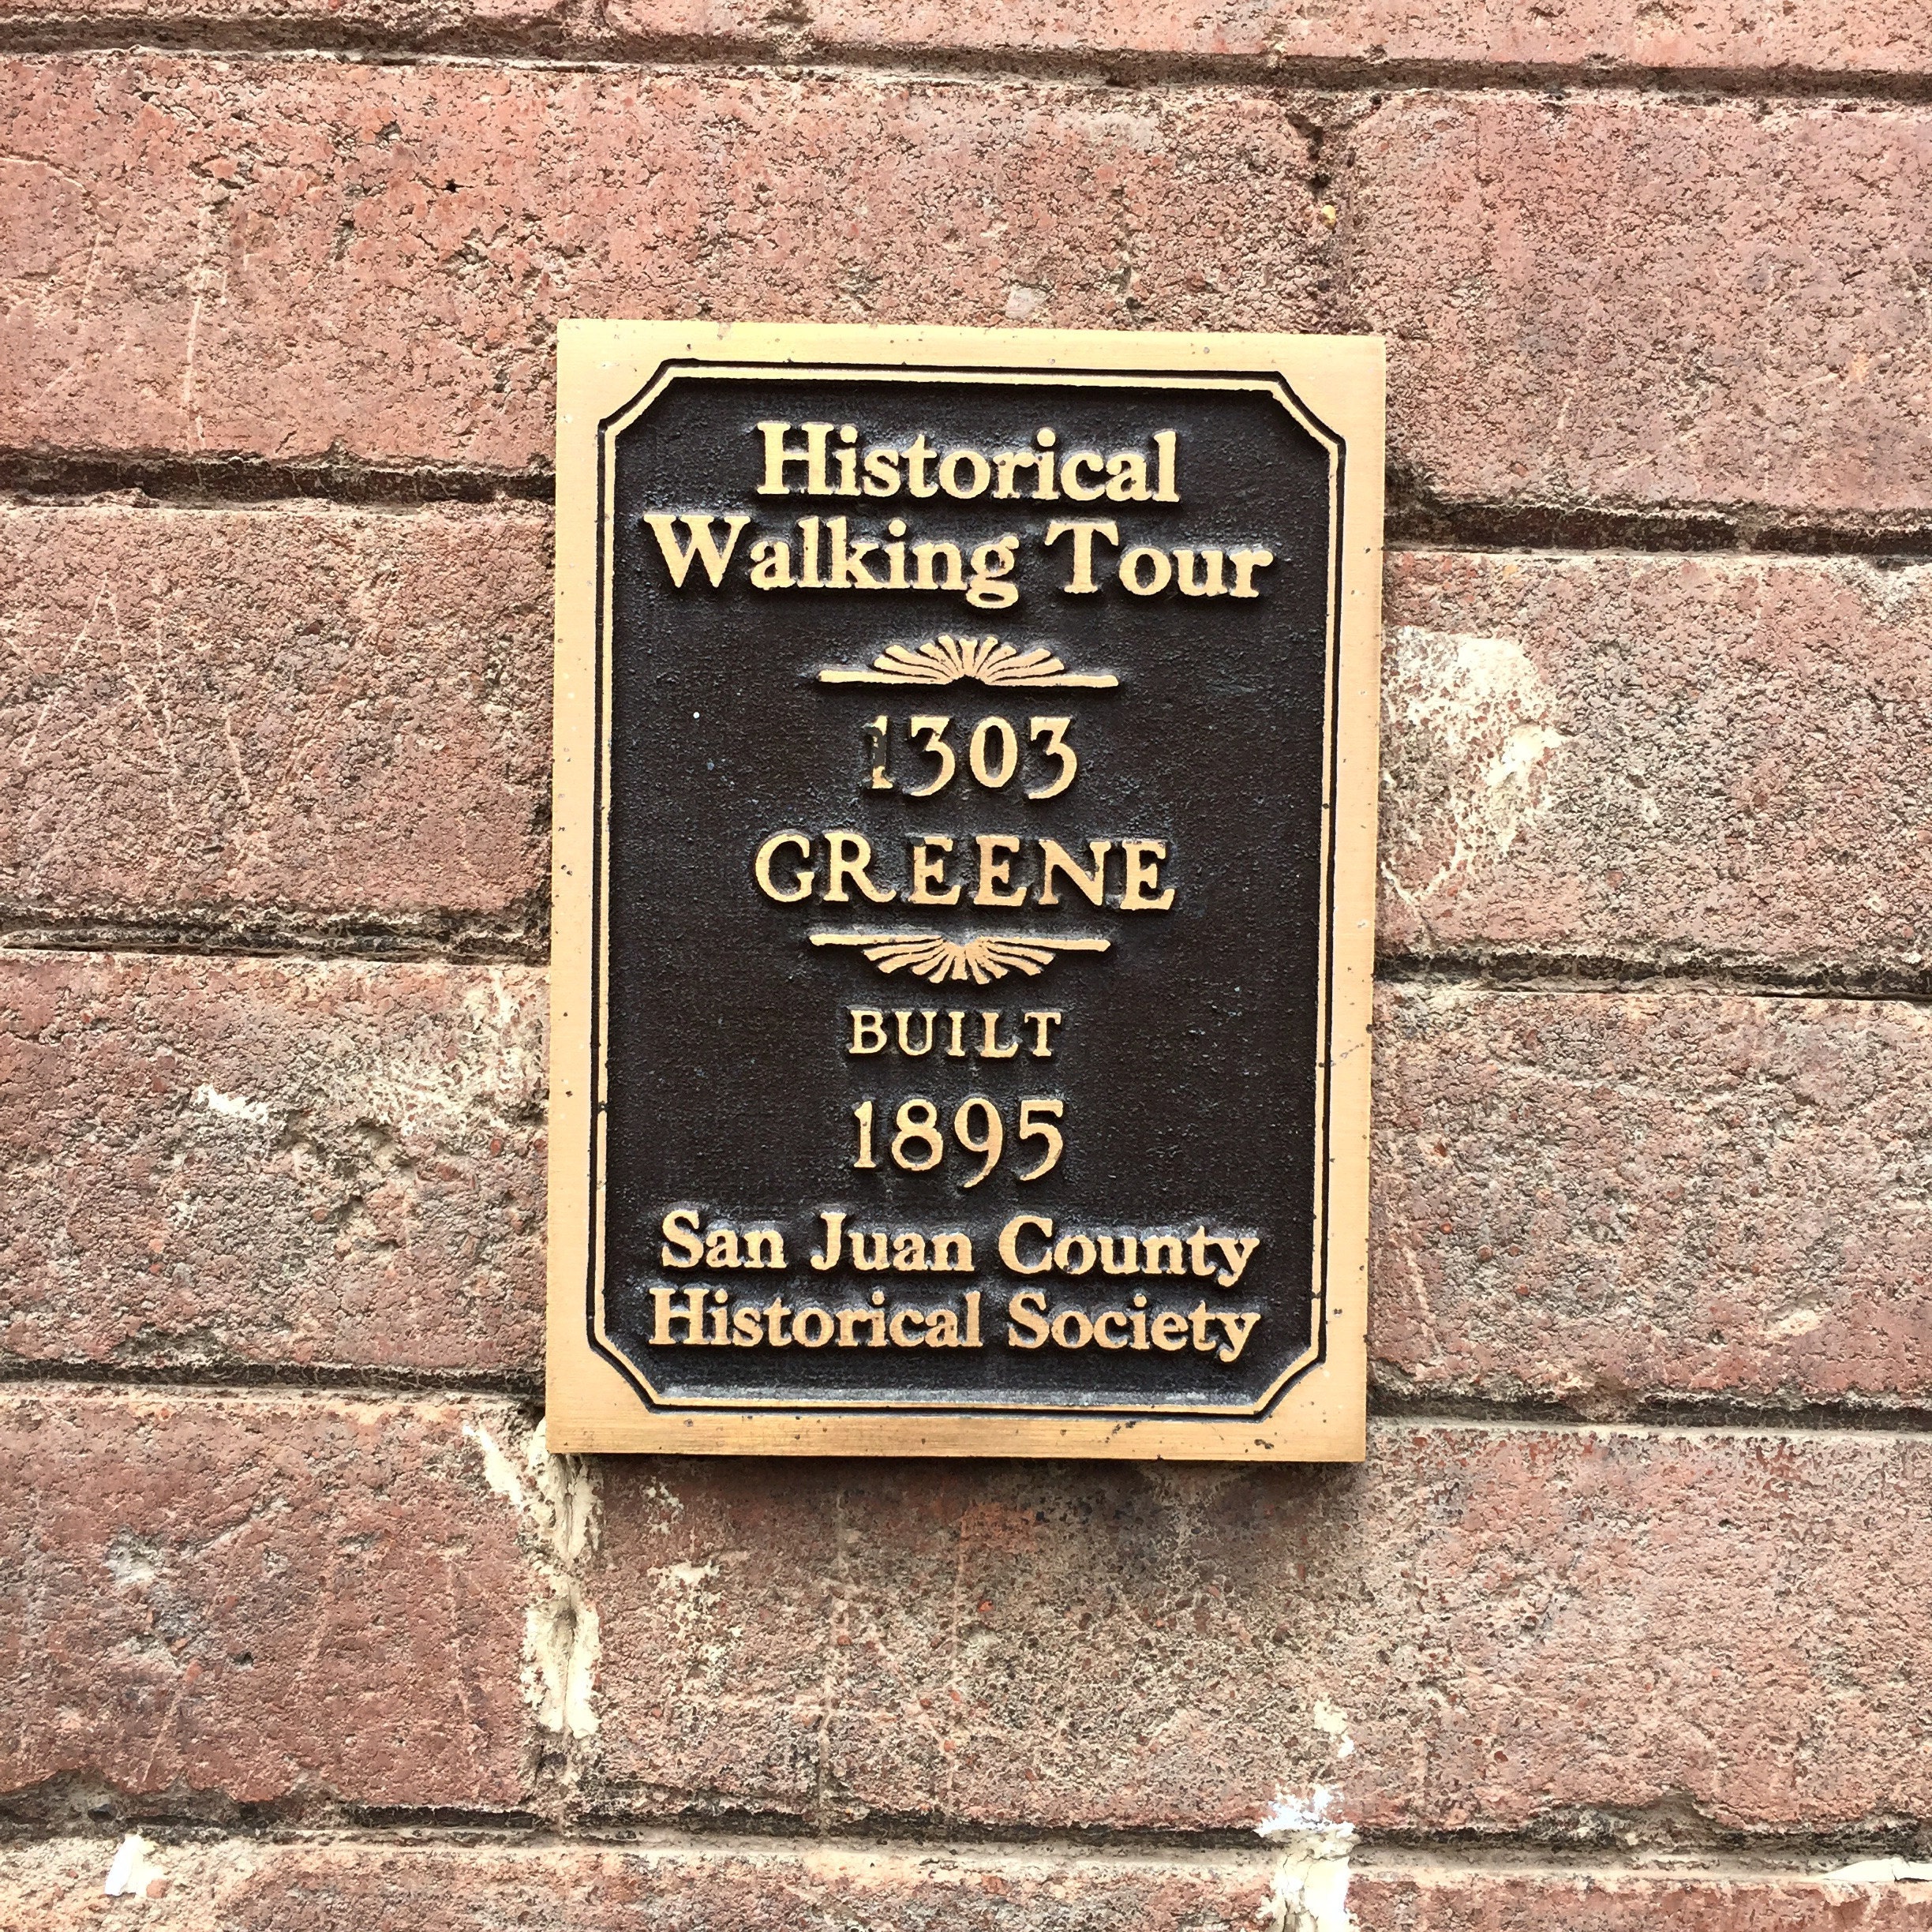 Historical
Walking Tour
1303
GREENE
BUILT
1895
San Juan County
Historical Society